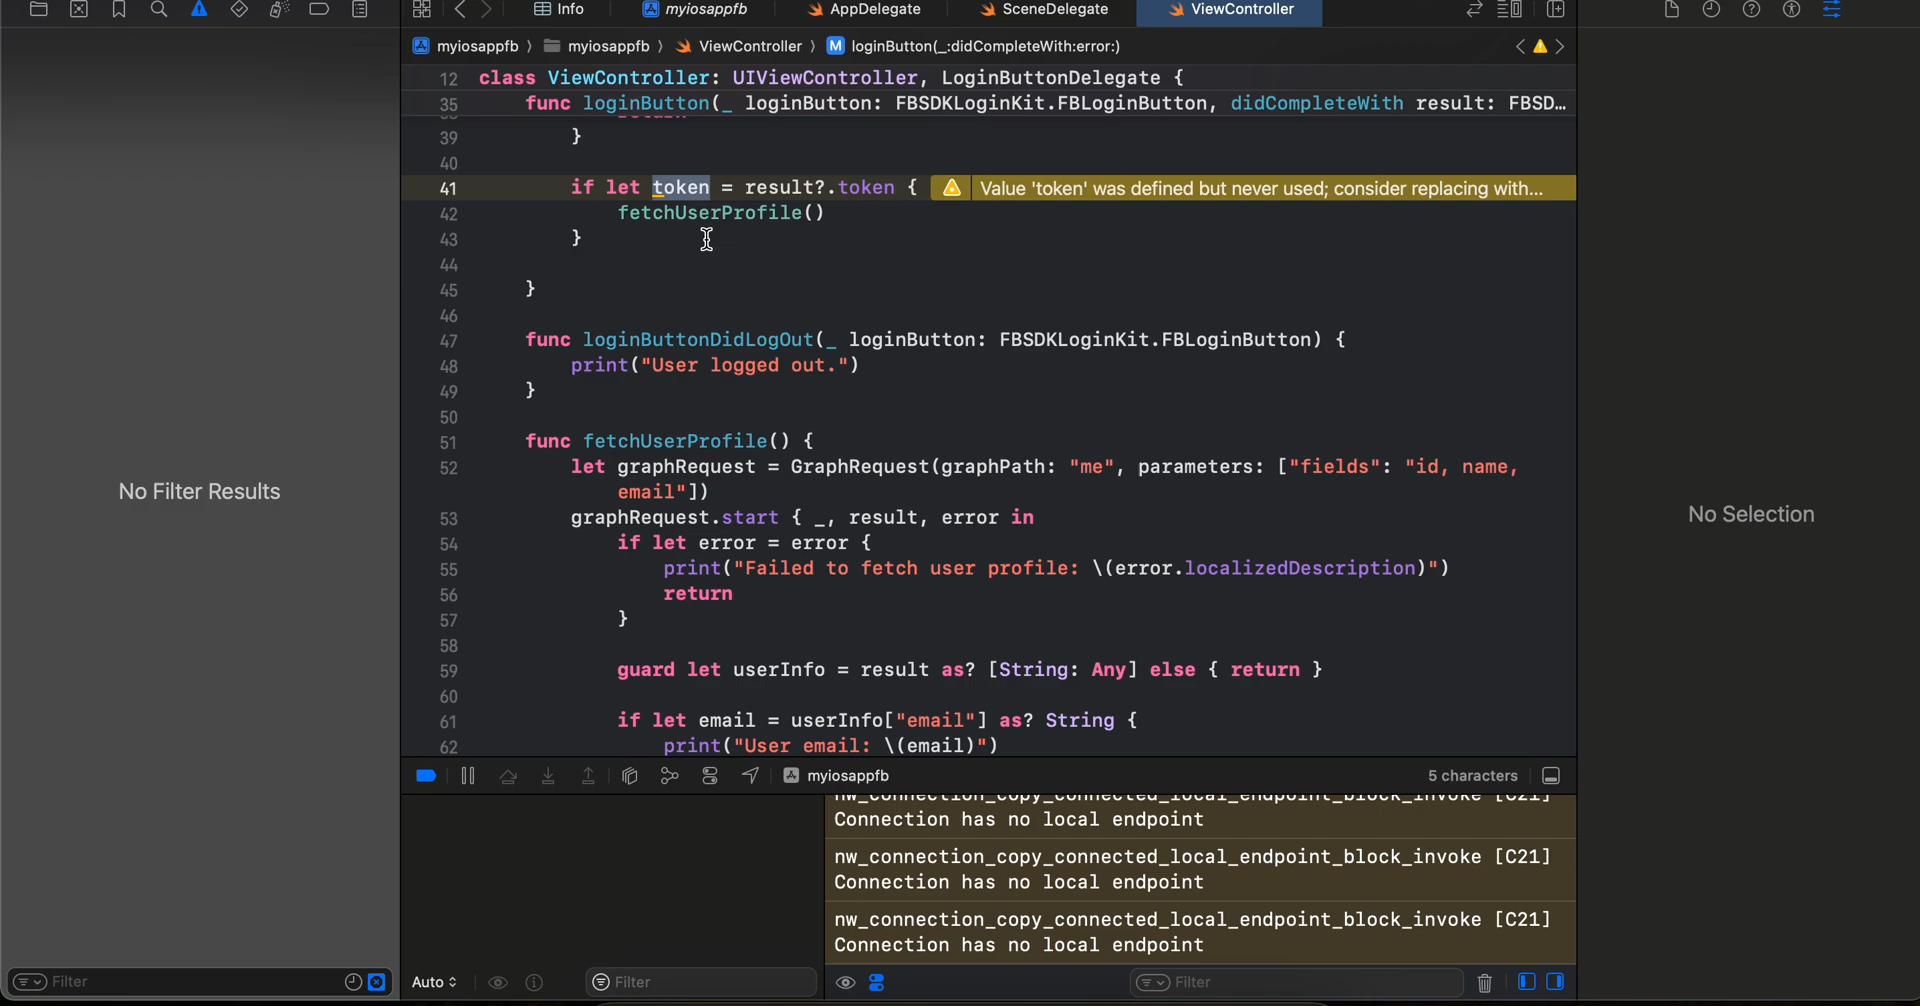 Info
myiosappfb
AppDelegate
SceneDelegate
ViewController
myiosappfb
myiosappfb
ViewController
M loginButton(_:didCompleteWith:error:)
12 class ViewController: UIViewController, LoginButtonDelegate {
35 func loginButton(_ loginButton: FBSDKLoginKit.FBLoginButton, didCompleteWith result: FBSD…
38 return
39 }
40
41 if let token = result?.token { Value 'token' was defined but never used; consider replacing with...
42 fetchUserProfile()
43 }
44
45 }
46
47 func loginButtonDidLogOut(_ loginButton: FBSDKLoginKit.FBLoginButton) {
48 print("User logged out.")
49 }
50
51 func fetchUserProfile() {
52 let graphRequest = GraphRequest(graphPath: "me", parameters: ["fields": "id, name,
email"])
53 graphRequest.start { _, result, error in
54 if let error = error {
55 print("Failed to fetch user profile: \(error.localizedDescription)")
56 return
57 }
58
59 guard let userInfo = result as? [String: Any] else { return }
60
61 if let email = userInfo["email"] as? String {
62 print("User email: \(email)")
No Filter Results
No Selection
myiosappfb
5 characters
nw_connection_copy_connected_local_endpoint_block_invoke [C21]
Connection has no local endpoint
nw_connection_copy_connected_local_endpoint_block_invoke [C21]
Connection has no local endpoint
nw_connection_copy_connected_local_endpoint_block_invoke [C21]
Connection has no local endpoint
Filter
Auto
Filter
Filter